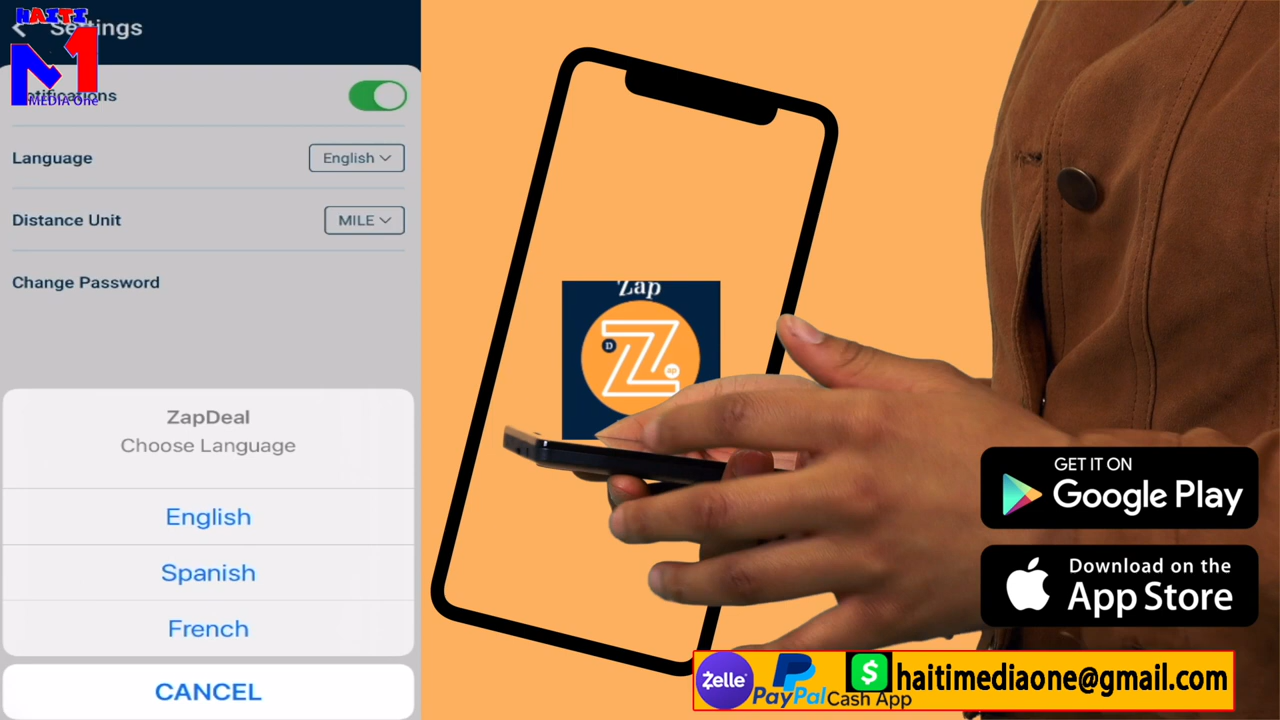 HAITI
M1
MEDIA One
Settings
Notifications
Language
English
Distance Unit
MILE
Change Password
ZapDeal
Choose Language
English
Spanish
French
CANCEL
Zap
Z
D
GET IT ON
Google Play
Download on the
App Store
Zelle
PayPal
$
Cash App
haitimediaone@gmail.com